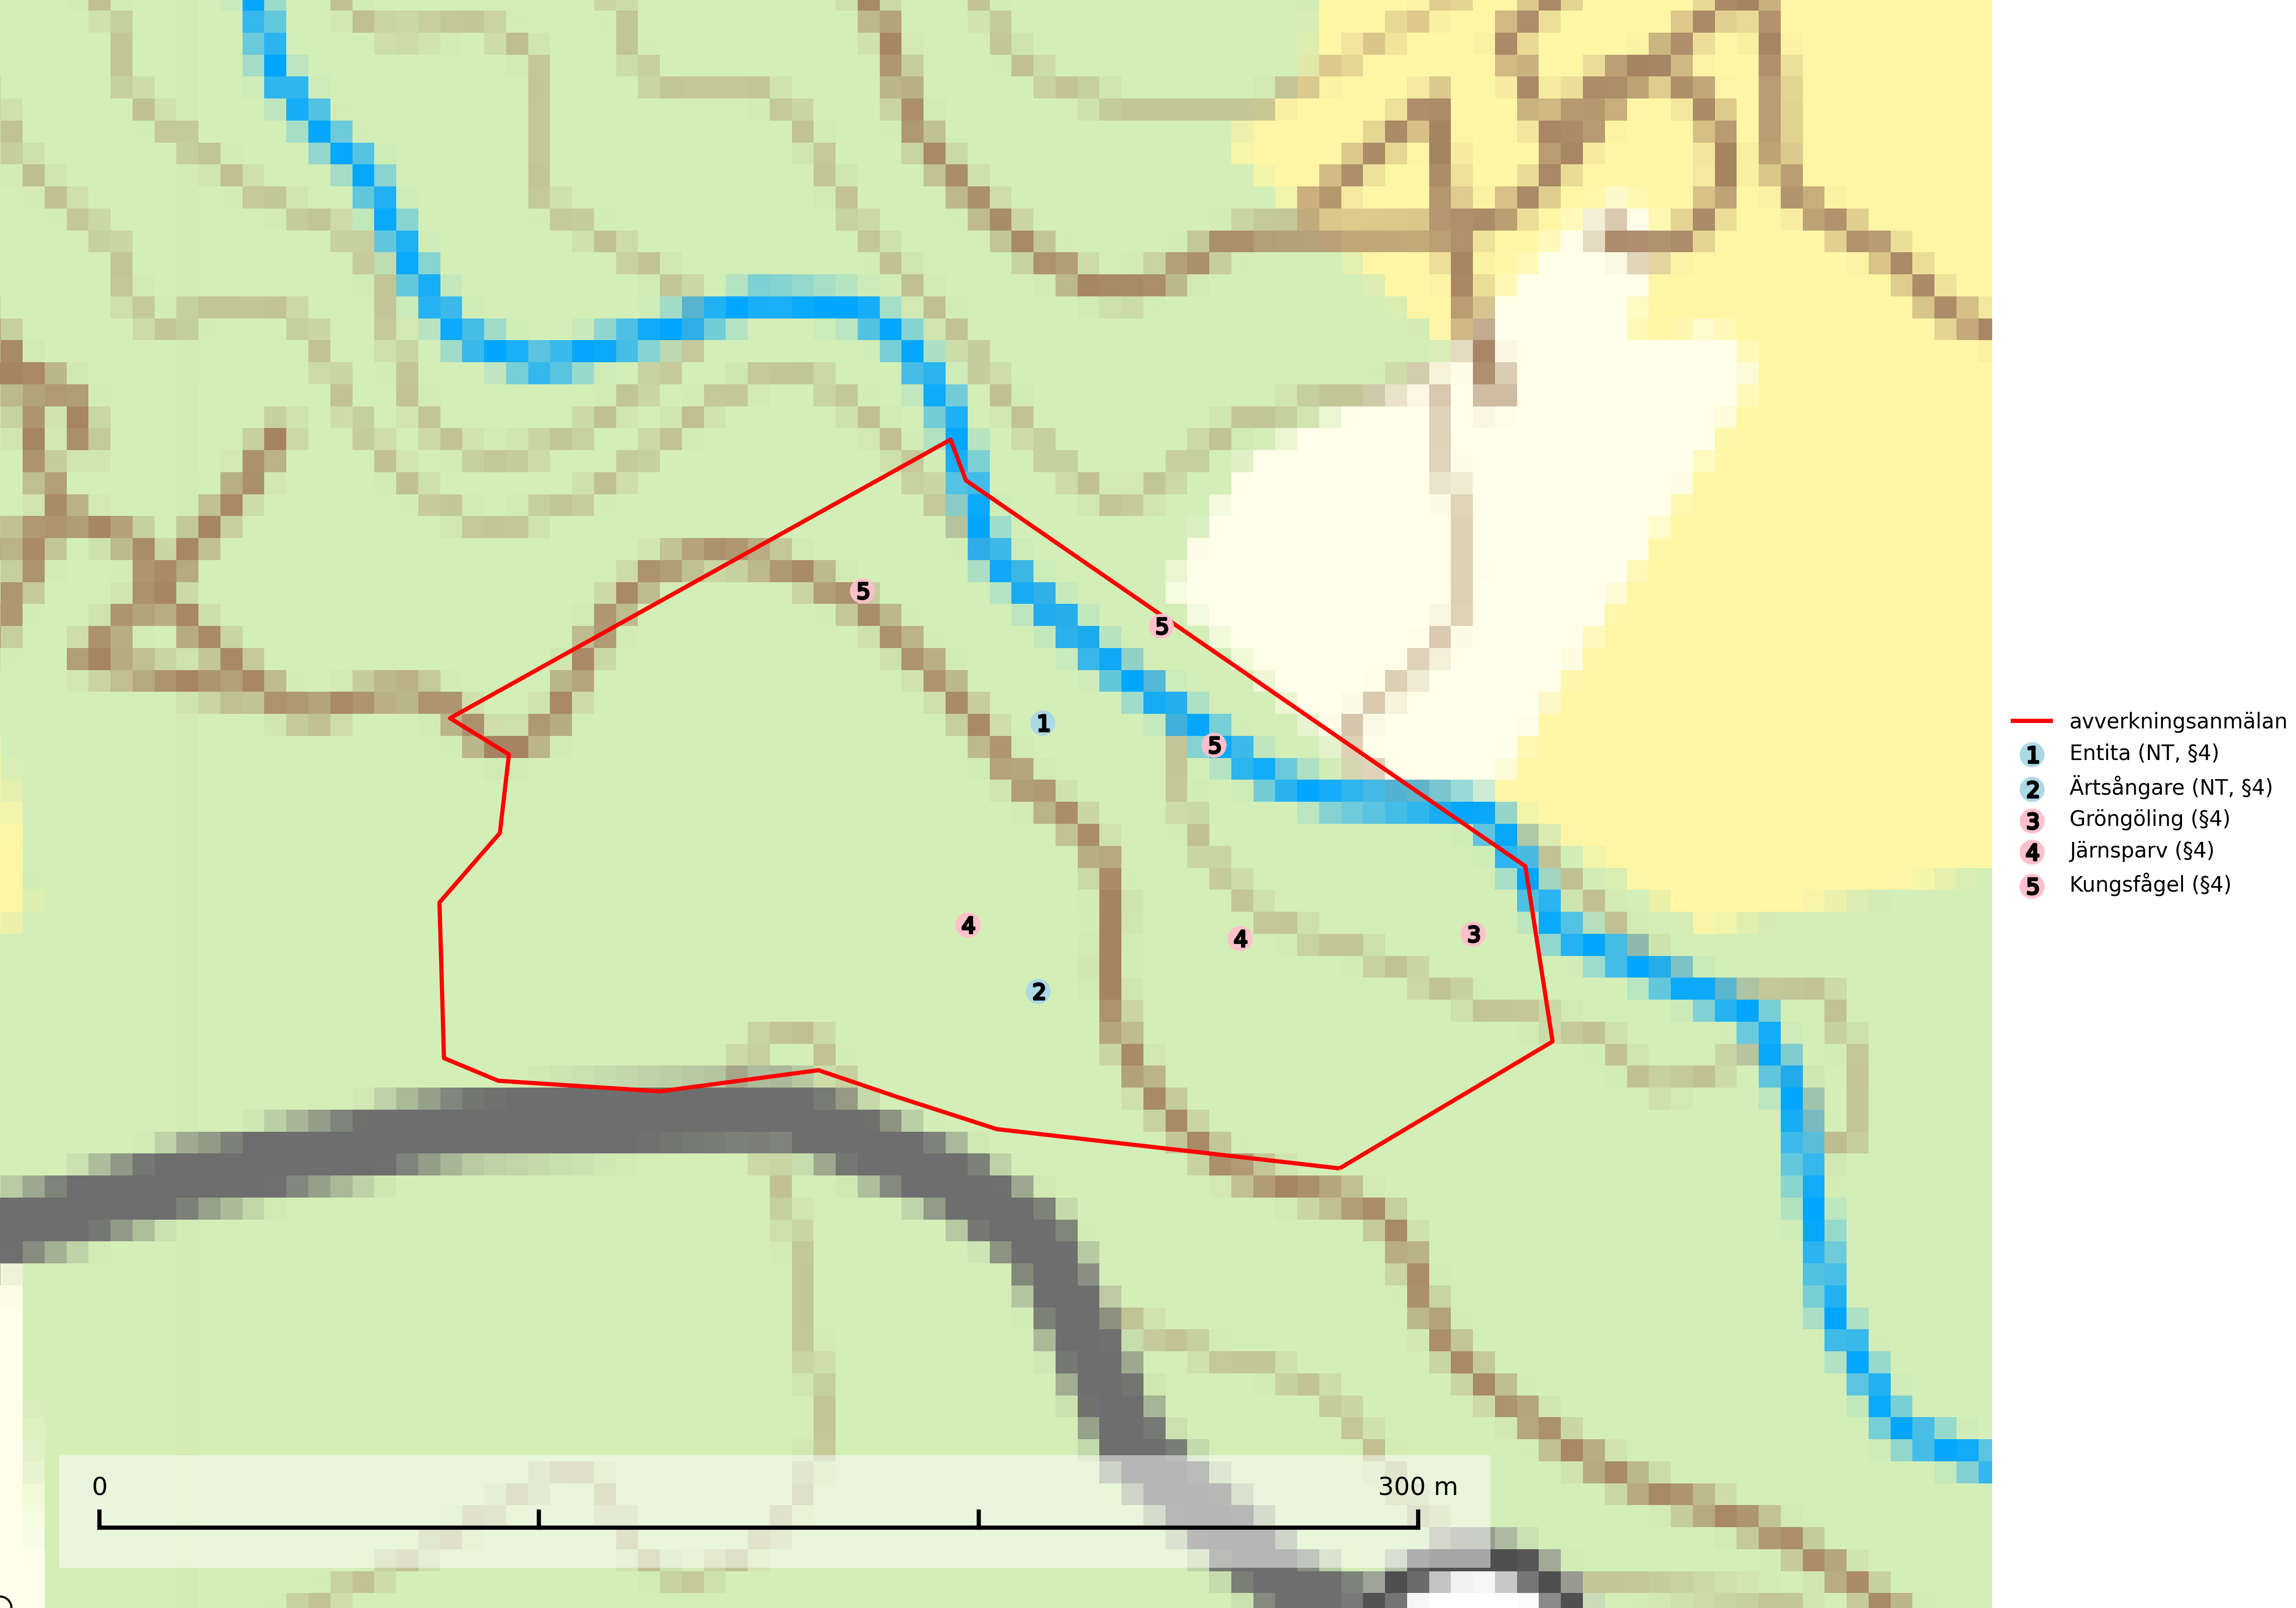 5
5
1
5
4
4
3
2
0
300 m
avverkningsanmälan
1 Entita (NT, §4)
2 Ärtsångare (NT, §4)
3 Gröngöling (§4)
4 Järnsparv (§4)
5 Kungsfågel (§4)